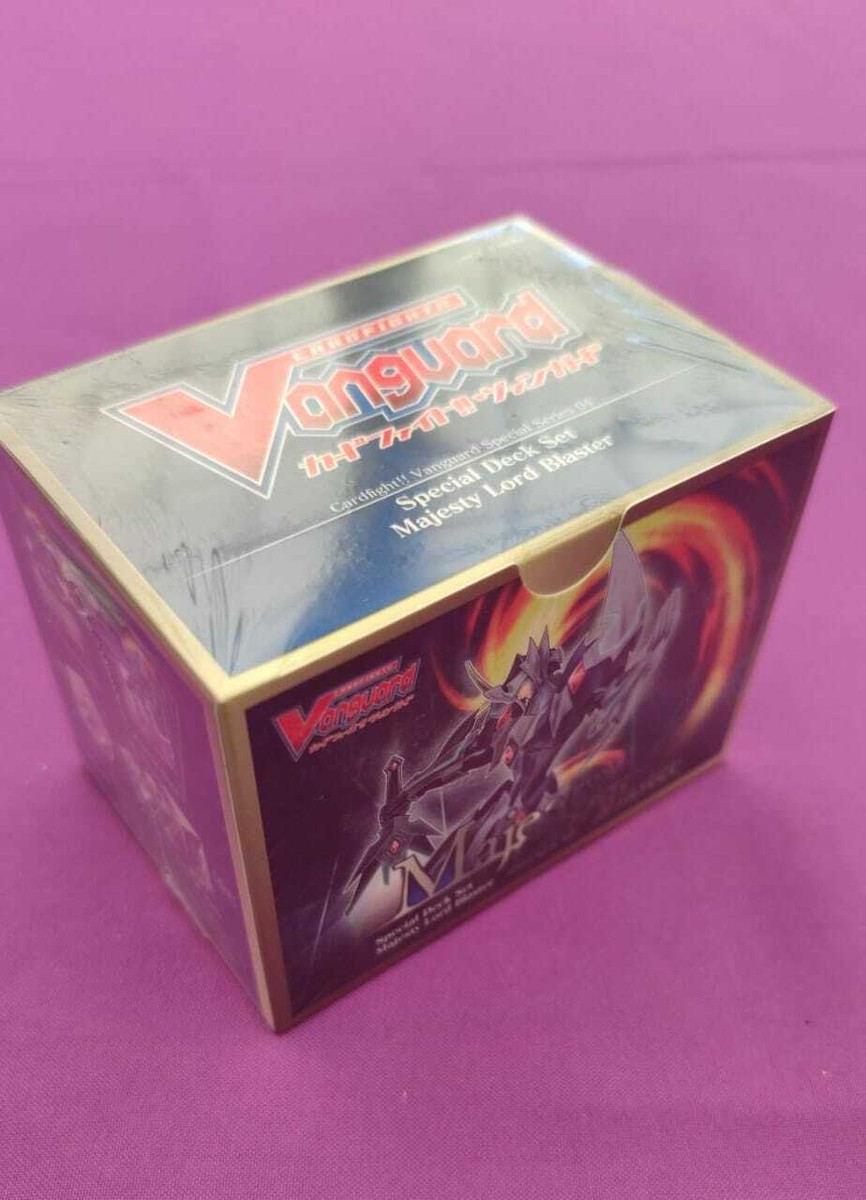 CARDFIGHT!!
Vanguard
カードファイト!! ヴァンガード
Cardfight!! Vanguard Special Series 04
Special Deck Set
Majesty Lord Blaster
Vanguard
カードファイト!! ヴァンガード
Special Deck Set
Majesty Lord Blaster